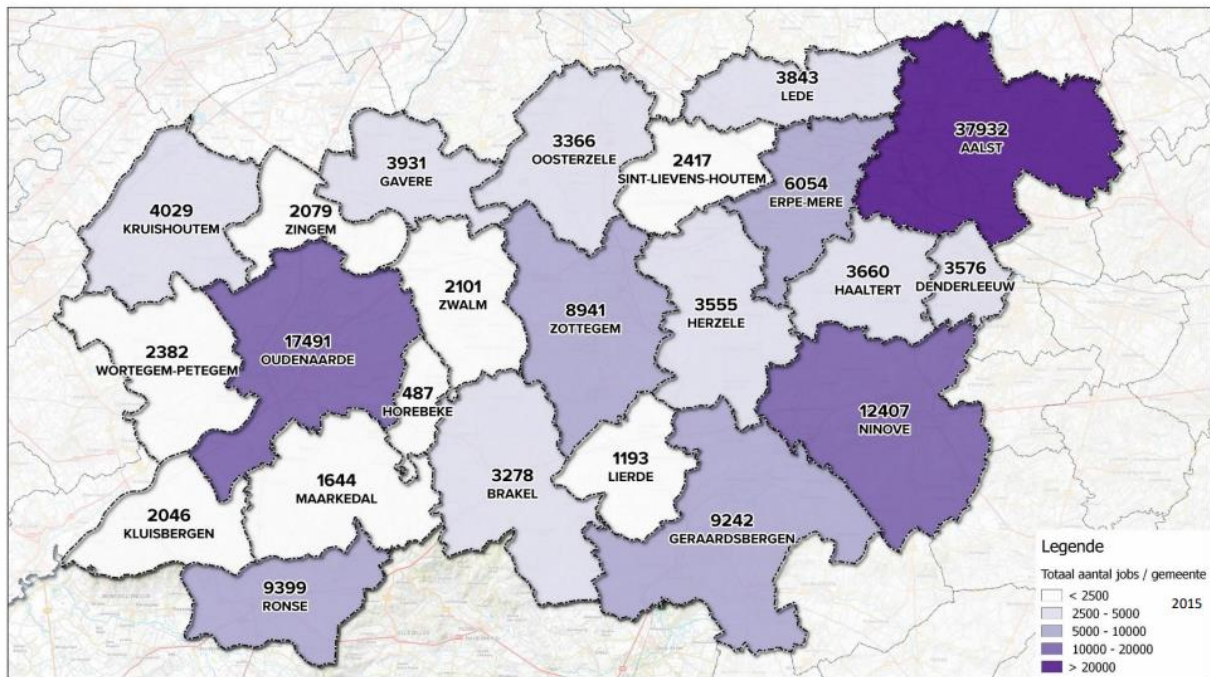 3843
LEDE
37932
AALST
3366
OOSTERZELE
3931
GAVERE
2417
SINT-LIEVENS-HOUTEM
6054
ERPE-MERE
4029
KRUISHOUTEM
2079
ZINGEM
2101
ZWALM
8941
ZOTTEGEM
3555
HERZELE
3660
HAALTERT
3576
DENDERLEEUW
2382
WORTEGEM-PETEGEM
17491
OUDENAARDE
487
HOREBEKE
12407
NINOVE
1644
MAARKEDAL
3278
BRAKEL
1193
LIERDE
2046
KLUISBERGEN
9242
GERAARDSBERGEN
9399
RONSE
Legende
Totaal aantal jobs / gemeente
< 2500
2015
2500 - 5000
5000 - 10000
10000 - 20000
> 20000